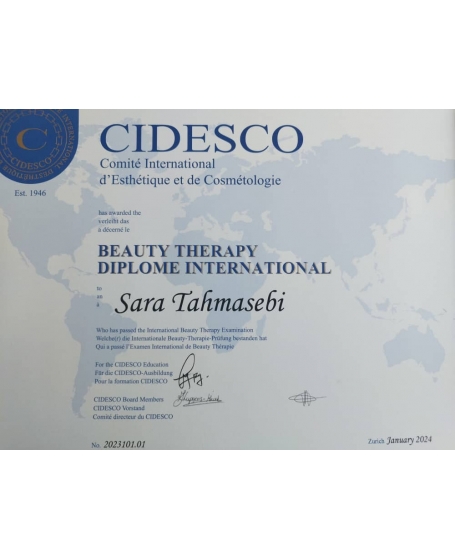 CIDESCO
Comité International
d'Esthétique et de Cosmétologie
C
INTERNATIONAL
CIDESCO
Est. 1946
has awarded the
verleiht das
a décerné le
BEAUTY THERAPY
DIPLOME INTERNATIONAL
to
an
à
Sara Tahmasebi
Who has passed the International Beauty Therapy Examination
Welche(r) die Internationale Beauty-Therapie-Prüfung bestanden hat
Qui a passé l'Examen International de Beauty Thérapie
For the CIDESCO Education
Für die CIDESCO-Ausbildung
Pour la formation CIDESCO
CIDESCO Board Members
CIDESCO Vorstand
Comité directeur du CIDESCO
No. 2023101.01
Zurich January 2024